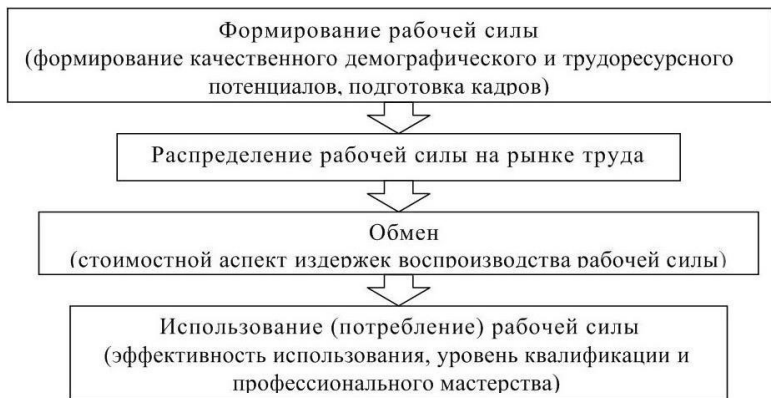 Формирование рабочей силы
(формирование качественного демографического и трудоресурсного
потенциалов, подготовка кадров)
Распределение рабочей силы на рынке труда
Обмен
(стоимостной аспект издержек воспроизводства рабочей силы)
Использование (потребление) рабочей силы
(эффективность использования, уровень квалификации и
профессионального мастерства)